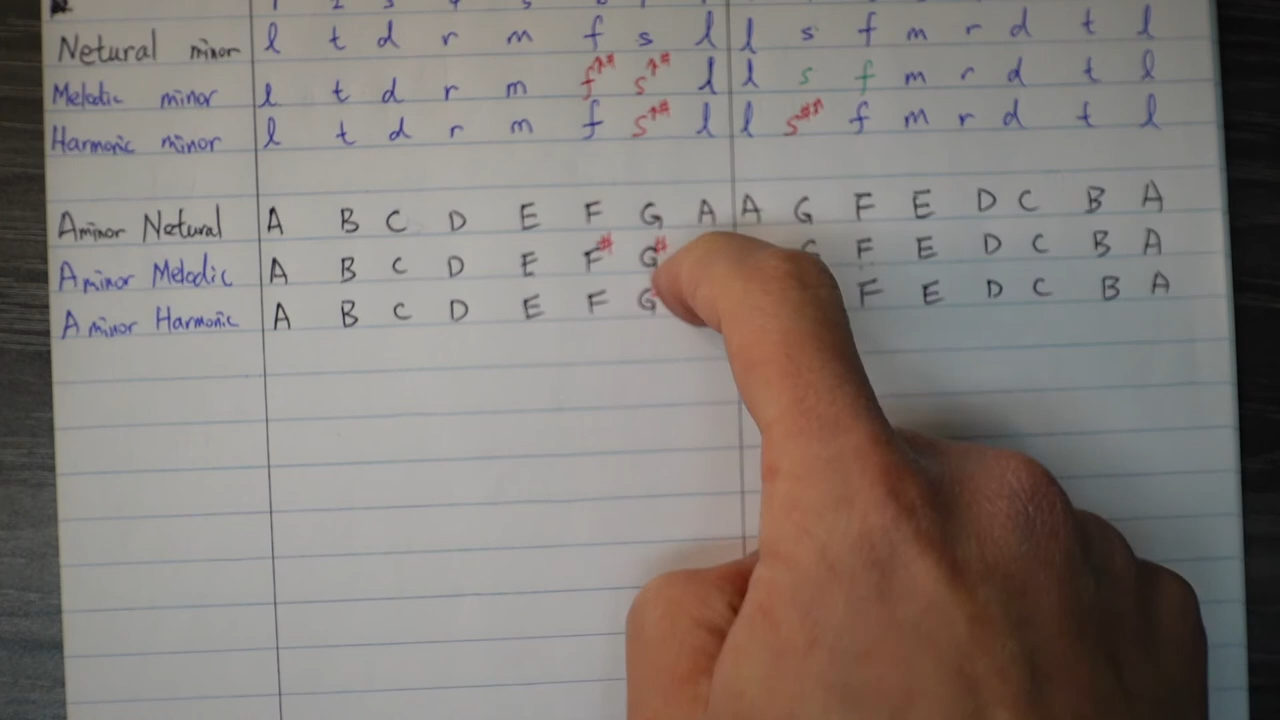 Netural minor l t d r m f s l l s f m r d t l
Melodic minor l t d r m f^# s^# l l s f m r d t l
Harmonic minor l t d r m f s^# l l s^# f m r d t l
A minor Netural A B C D E F G A A G F E D C B A
A minor Melodic A B C D E F# G# F E D C B A
A minor Harmonic A B C D E F G F E D C B A